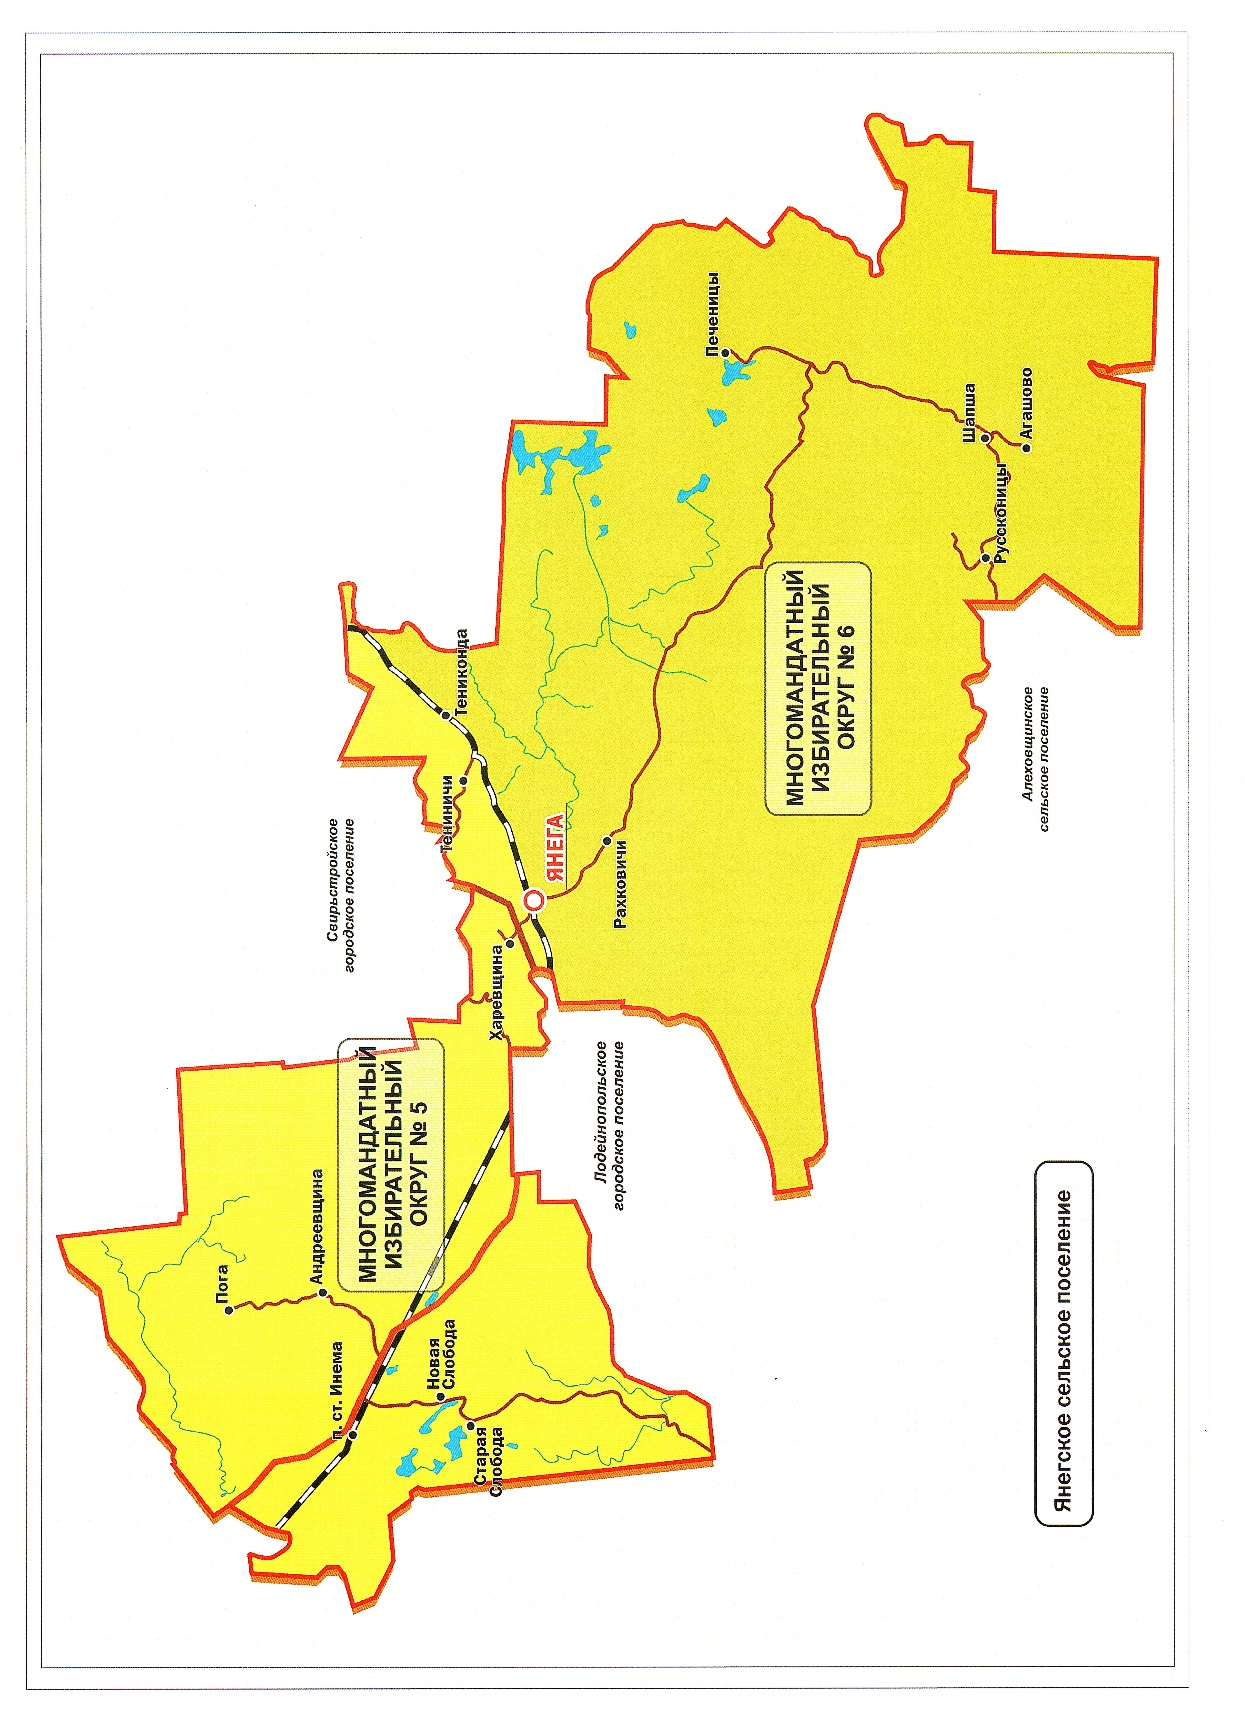 Свирьстройское
городское поселение
МНОГОМАНДАТНЫЙ
ИЗБИРАТЕЛЬНЫЙ
ОКРУГ № 5
Пога
Андреевщина
п. ст. Инема
Новая
Слобода
Старая
Слобода
Харевщина
ЯНЕГА
Тениничи
Тениконда
Рахковичи
Печеницы
Шапша
Агашово
Руссконицы
МНОГОМАНДАТНЫЙ
ИЗБИРАТЕЛЬНЫЙ
ОКРУГ № 6
Лодейнопольское
городское поселение
Алеховщинское
сельское поселение
Янегское сельское поселение